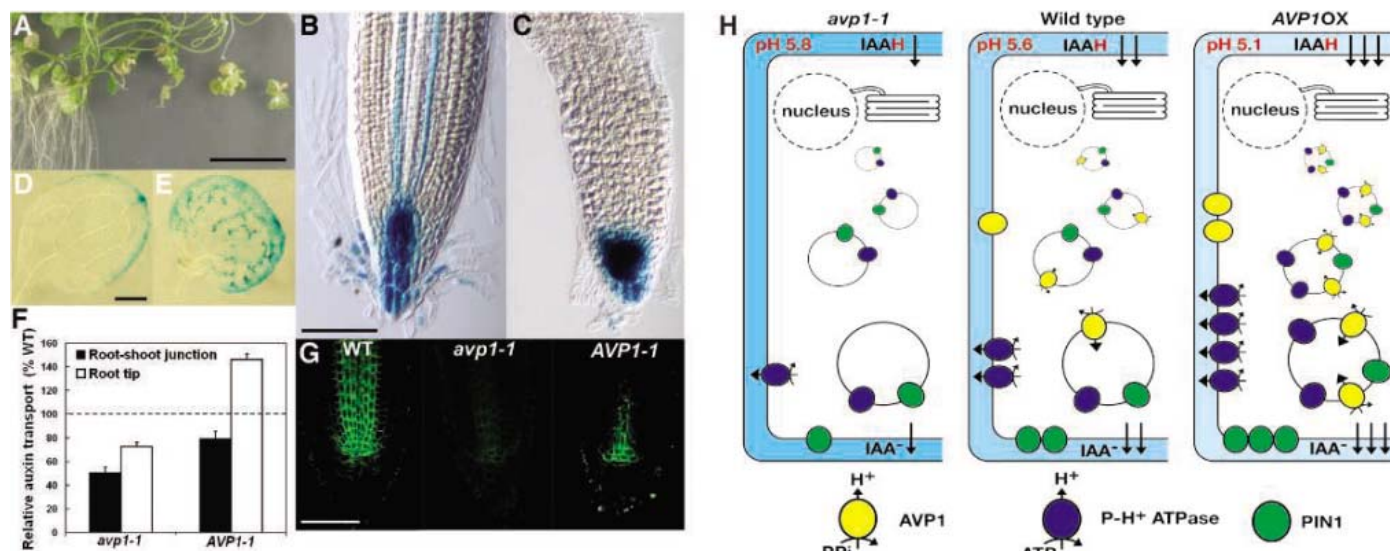 A
B
C
D
E
F
Relative auxin transport (% WT)
160
140
120
100
80
60
40
20
0
Root-shoot junction
Root tip
avp1-1
AVP1-1
G
WT
avp1-1
AVP1-1
H
avp1-1
pH 5.8
IAAH
nucleus
IAA-
Wild type
pH 5.6
IAAH
nucleus
IAA-
AVP1OX
pH 5.1
IAAH
nucleus
IAA-
H+
AVP1
PPi
H+
P-H+ ATPase
ATP
PIN1